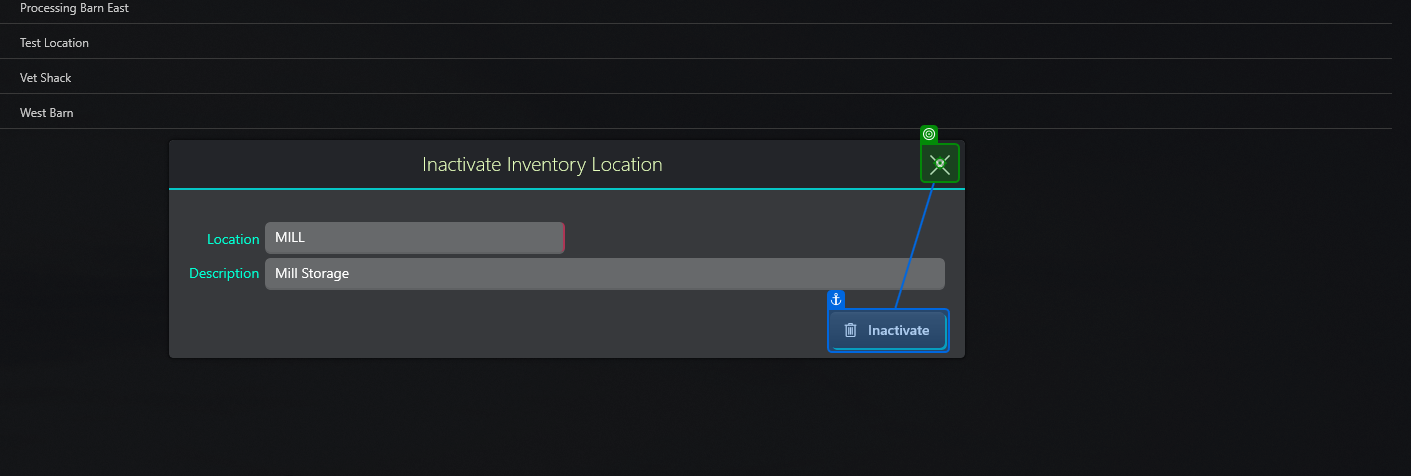 Processing Barn East
Test Location
Vet Shack
West Barn
Inactivate Inventory Location
Location MILL
Description Mill Storage
Inactivate